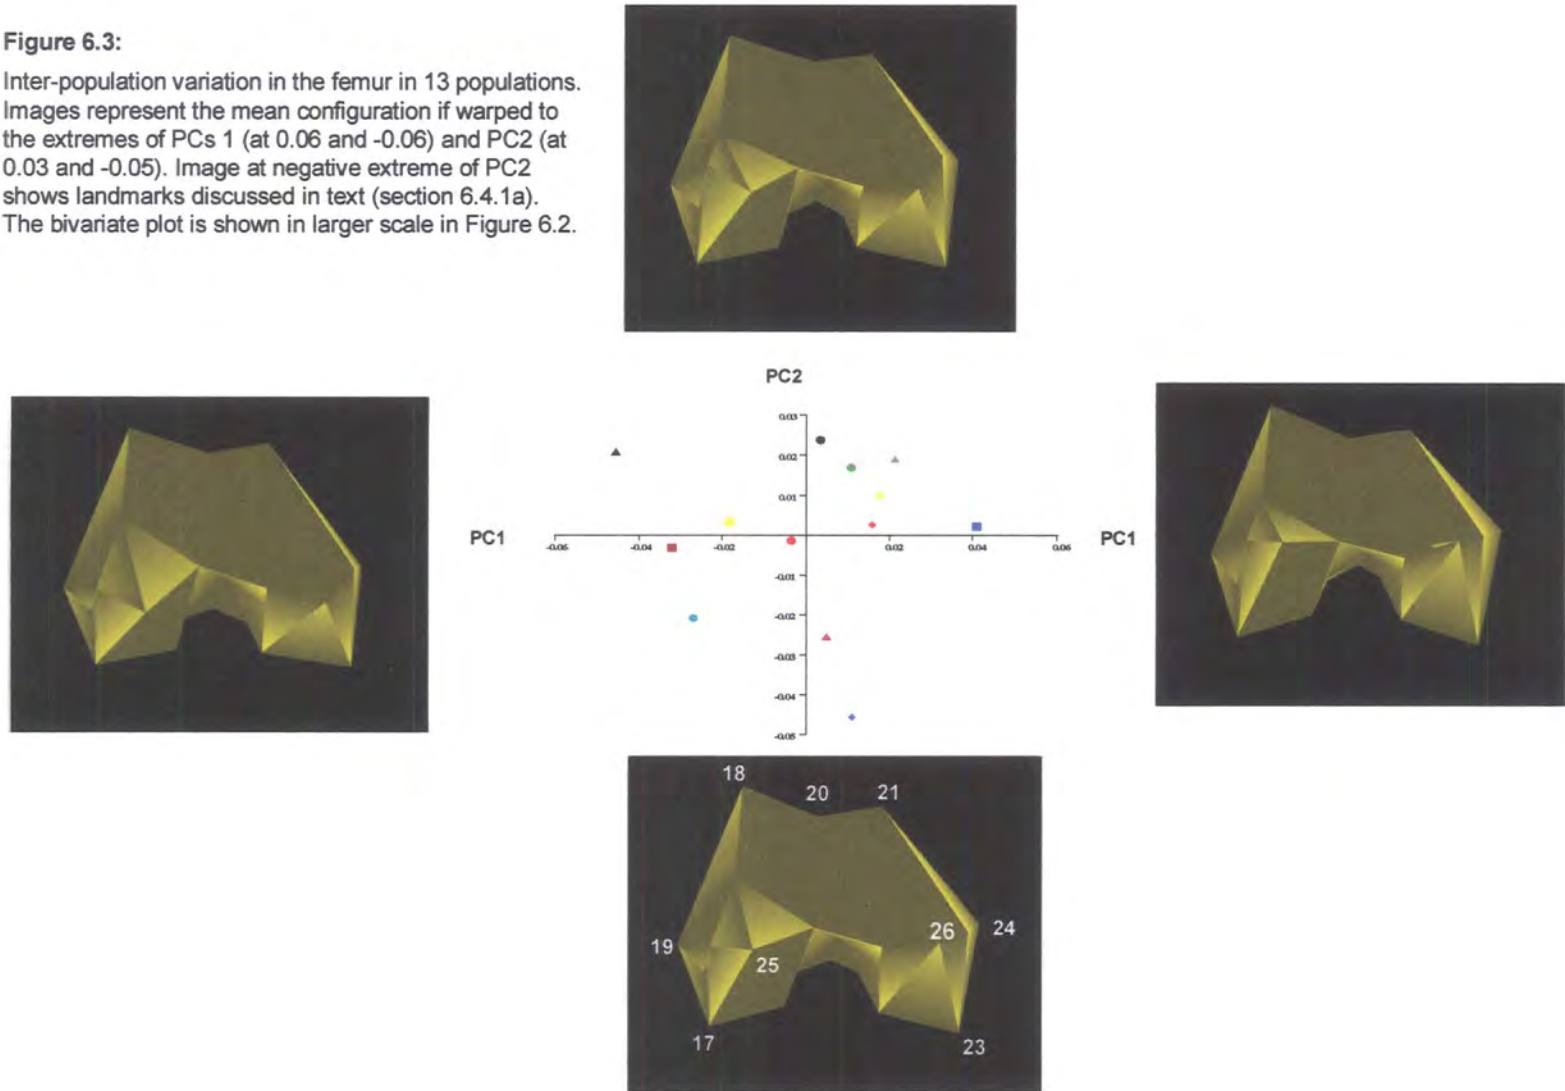 Figure 6.3:
Inter-population variation in the femur in 13 populations.
Images represent the mean configuration if warped to
the extremes of PCs 1 (at 0.06 and -0.06) and PC2 (at
0.03 and -0.05). Image at negative extreme of PC2
shows landmarks discussed in text (section 6.4.1a).
The bivariate plot is shown in larger scale in Figure 6.2.
PC2
0.03
0.02
0.01
PC1
-0.06
-0.04
-0.02
0.02
0.04
0.06
PC1
-0.01
-0.02
-0.03
-0.04
-0.05
18
20
21
19
25
26
24
17
23